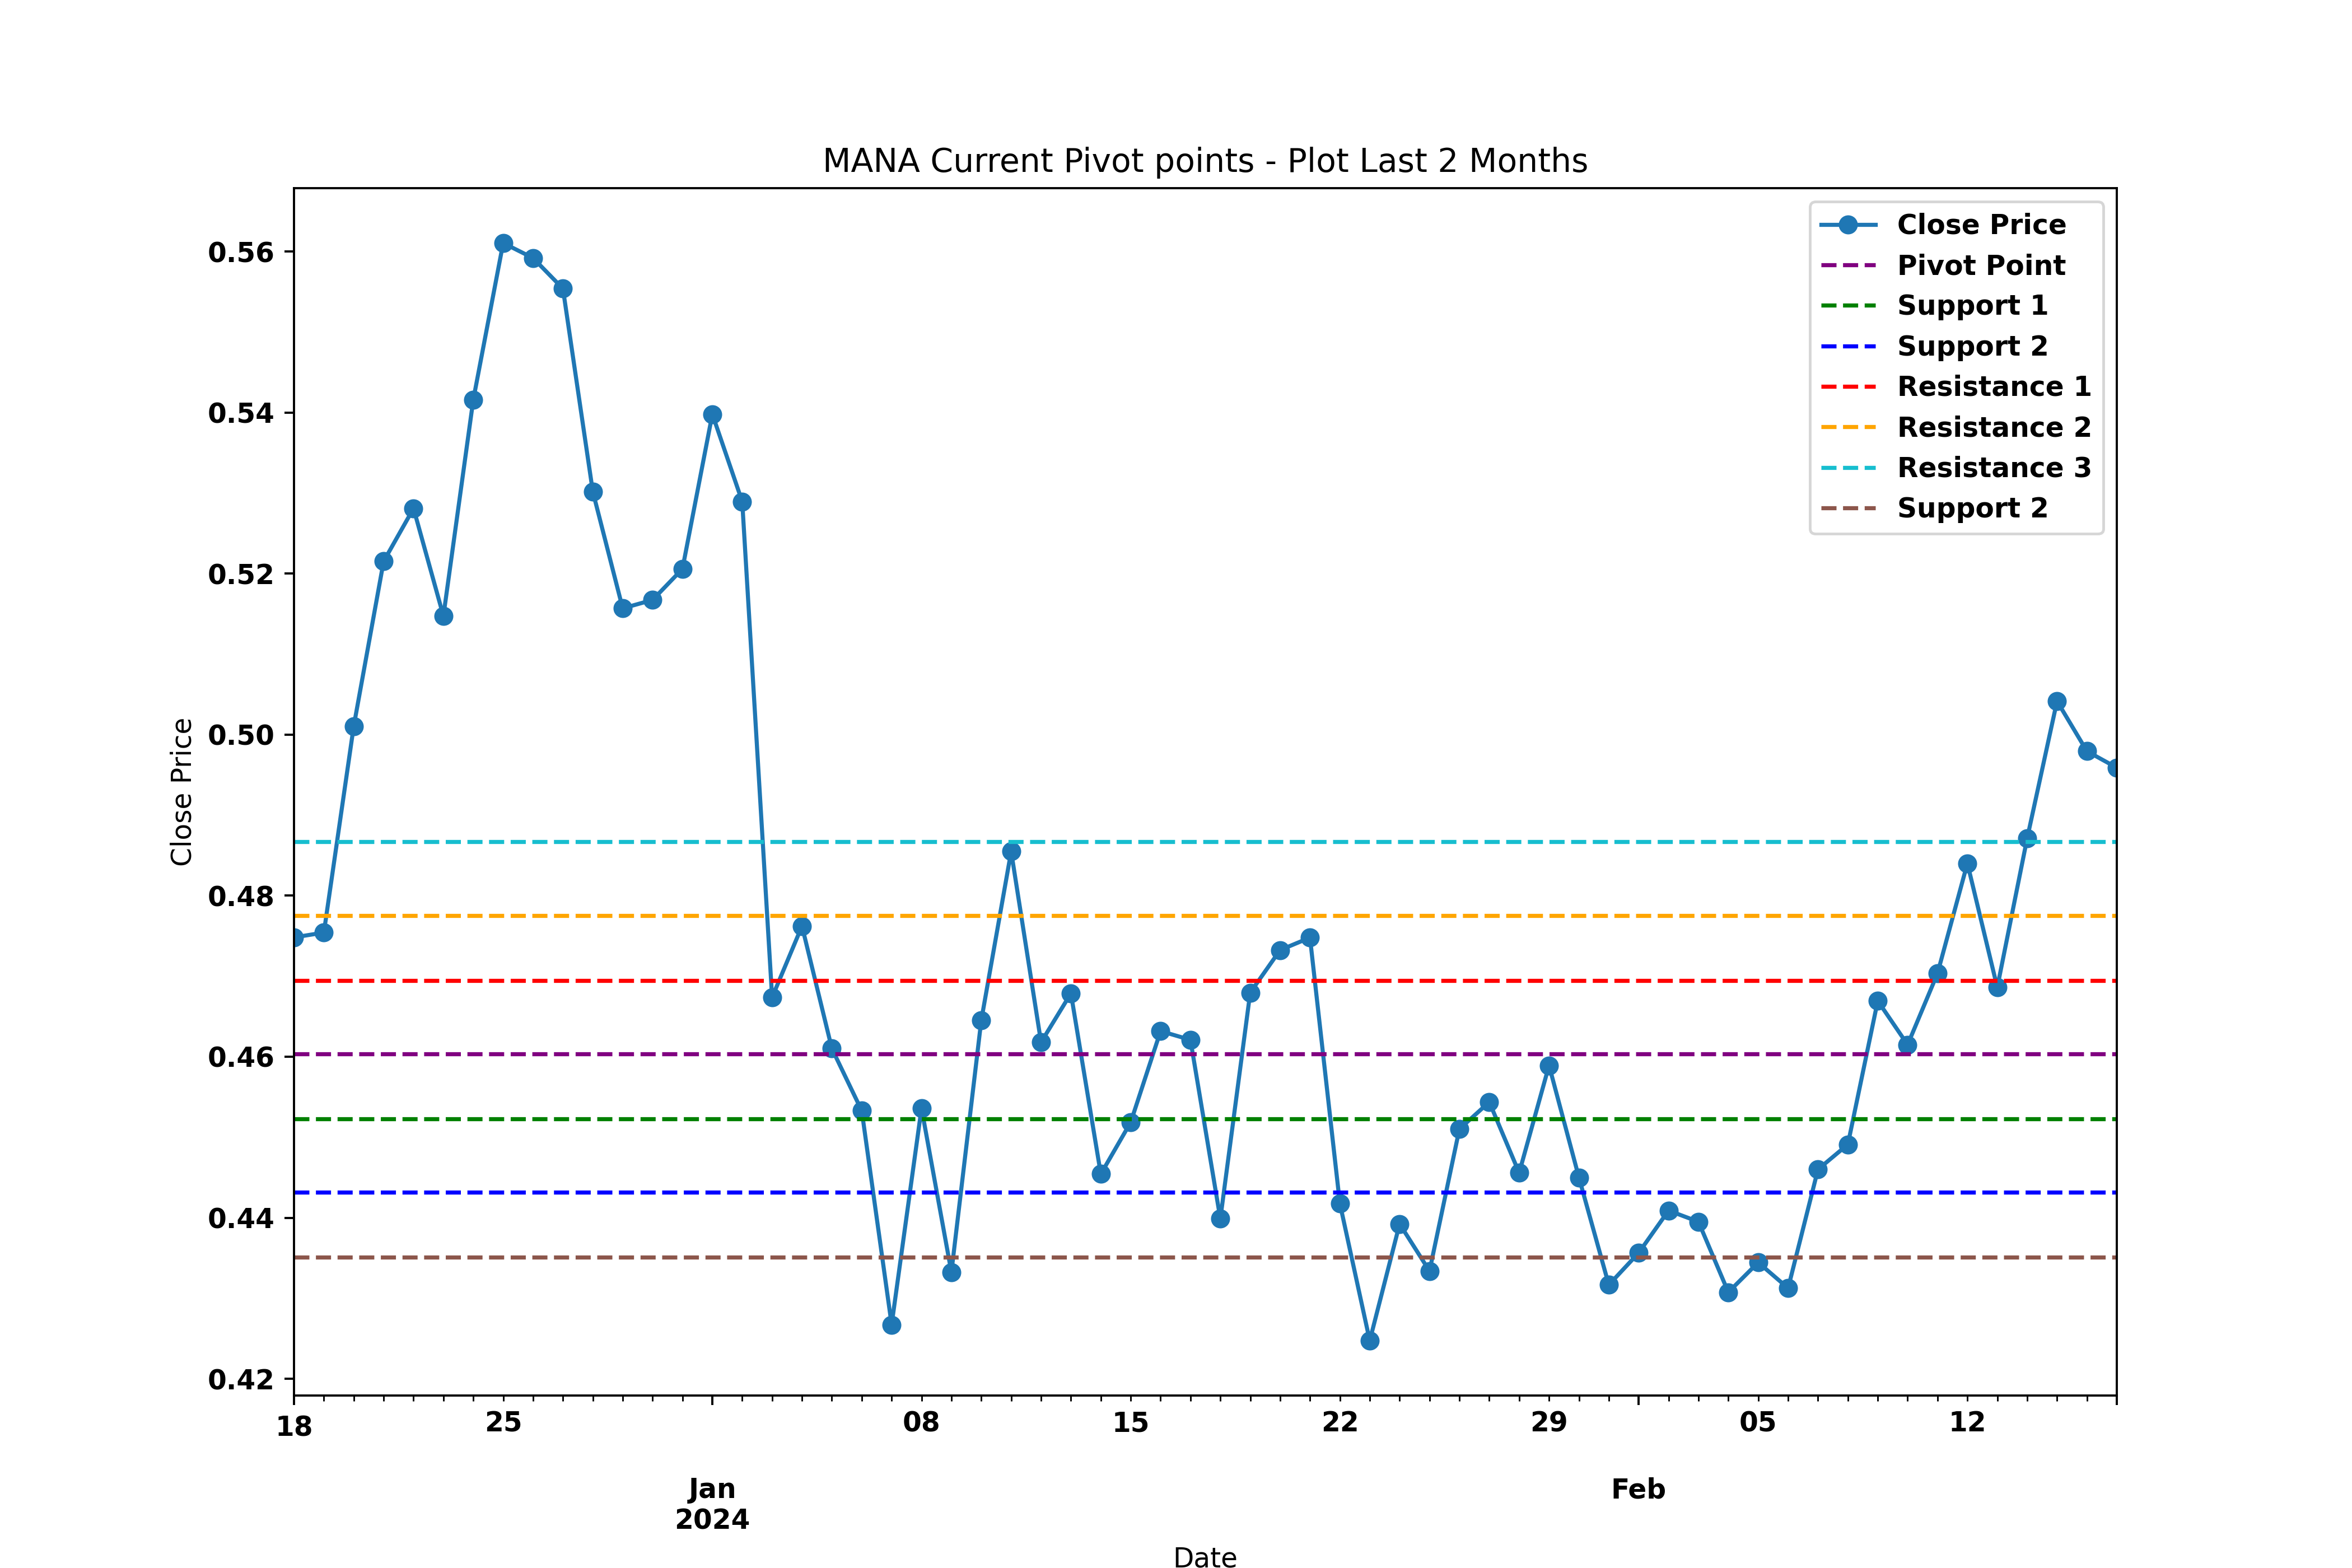 MANA Current Pivot points - Plot Last 2 Months
Close Price
Pivot Point
Support 1
Support 2
Resistance 1
Resistance 2
Resistance 3
Support 2
0.56
0.54
0.52
0.50
0.48
0.46
0.44
0.42
Close Price
18 25 08 15 22 29 05 12
Jan Feb
2024
Date